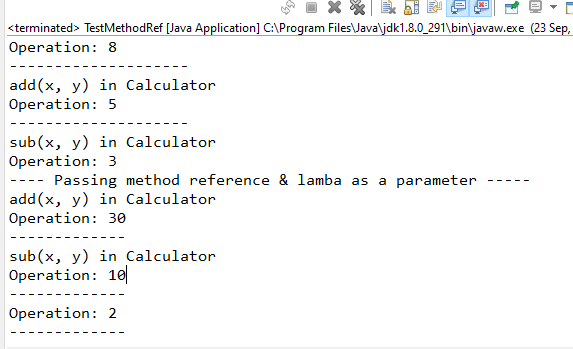 <terminated> TestMethodRef [Java Application] C:\Program Files\Java\jdk1.8.0_291\bin\javaw.exe (23 Sep,
Operation: 8
-------------------
add(x, y) in Calculator
Operation: 5
-------------------
sub(x, y) in Calculator
Operation: 3
---- Passing method reference & lamba as a parameter -----
add(x, y) in Calculator
Operation: 30
-------------
sub(x, y) in Calculator
Operation: 10
-------------
Operation: 2
-------------